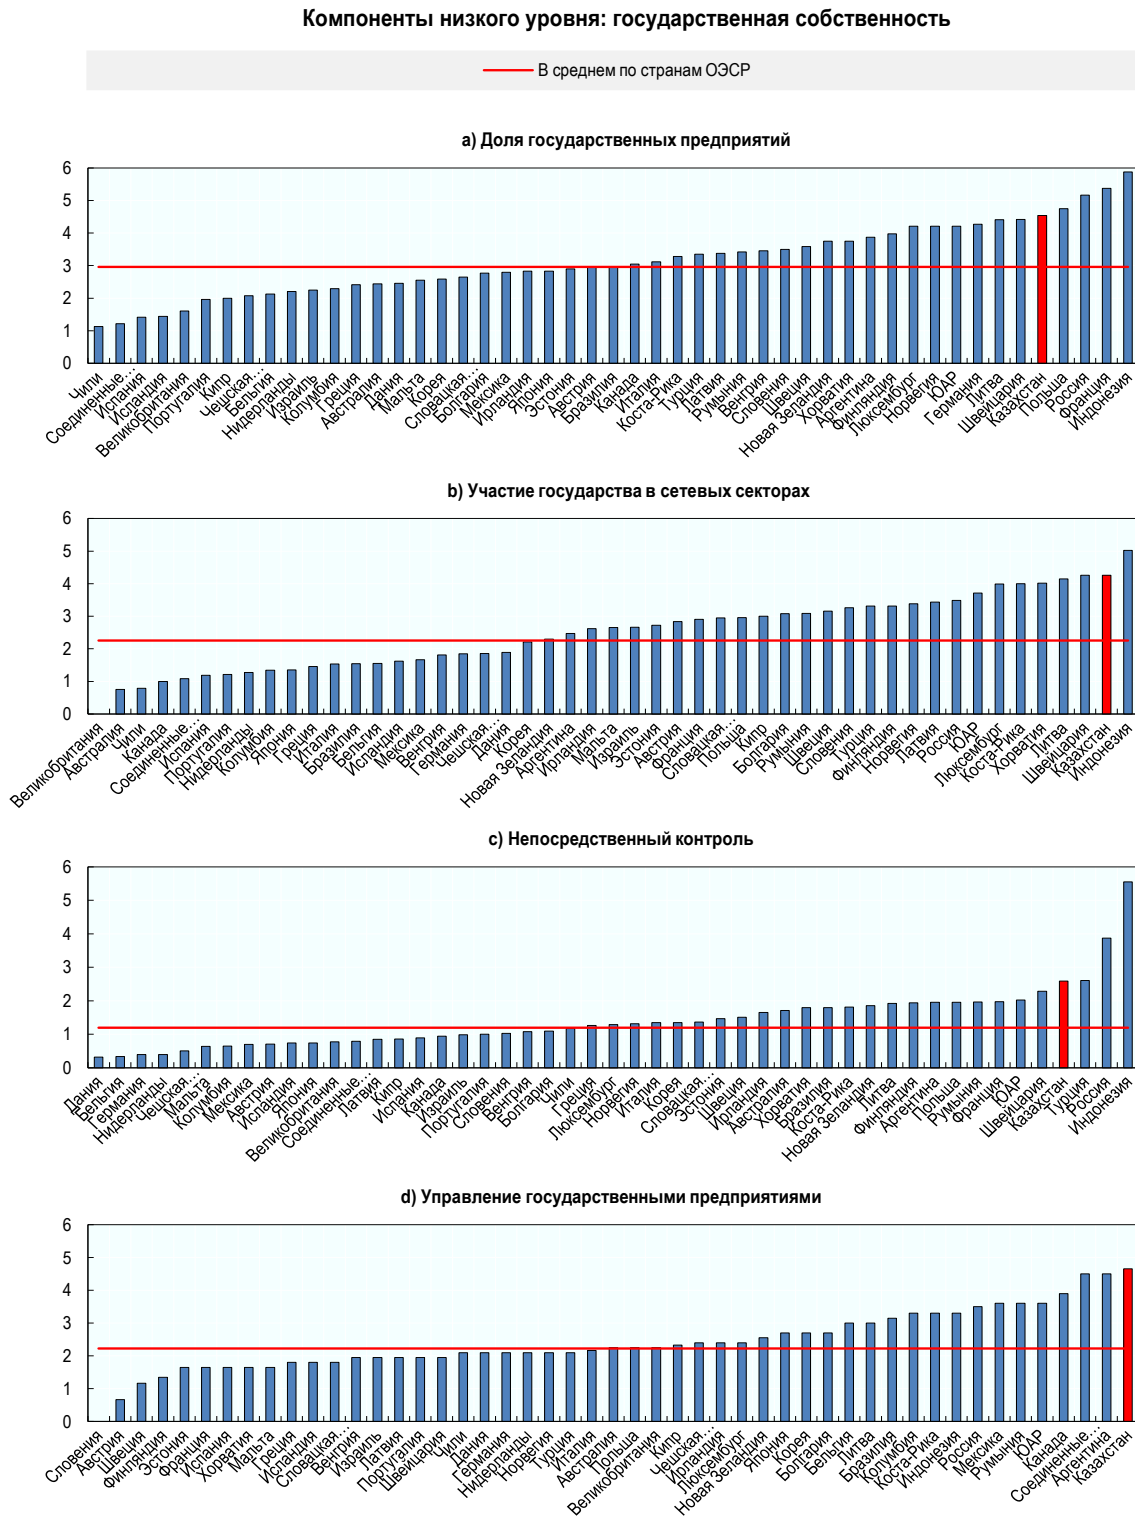 Компоненты низкого уровня: государственная собственность
В среднем по странам ОЭСР
a) Доля государственных предприятий
6
5
4
3
2
1
0
Чили
Соединенные...
Испания
Исландия
Великобритания
Португалия
Кипр
Чешская...
Бельгия
Нидерланды
Израиль
Колумбия
Греция
Австралия
Дания
Мальта
Корея
Словацкая...
Болгария
Мексика
Ирландия
Япония
Эстония
Австрия
Бразилия
Канада
Италия
Коста-Рика
Турция
Латвия
Румыния
Венгрия
Словения
Швеция
Новая Зеландия
Хорватия
Аргентина
Финляндия
Люксембург
Норвегия
ЮАР
Германия
Литва
Швейцария
Казахстан
Польша
Россия
Франция
Индонезия
b) Участие государства в сетевых секторах
6
5
4
3
2
1
0
Великобритания
Австралия
Чили
Канада
Соединенные...
Испания
Португалия
Нидерланды
Колумбия
Япония
Греция
Италия
Бразилия
Бельгия
Исландия
Мексика
Венгрия
Германия
Чешская...
Дания
Корея
Новая Зеландия
Аргентина
Ирландия
Мальта
Израиль
Эстония
Австрия
Франция
Словацкая...
Польша
Кипр
Болгария
Румыния
Швеция
Словения
Турция
Финляндия
Норвегия
Латвия
Россия
ЮАР
Люксембург
Коста-Рика
Хорватия
Литва
Швейцария
Казахстан
Индонезия
c) Непосредственный контроль
6
5
4
3
2
1
0
Дания
Бельгия
Германия
Нидерланды
Чешская...
Мальта
Колумбия
Мексика
Австрия
Исландия
Япония
Великобритания
Соединенные...
Латвия
Кипр
Испания
Канада
Израиль
Португалия
Словения
Венгрия
Болгария
Чили
Греция
Люксембург
Норвегия
Италия
Корея
Словацкая...
Эстония
Швеция
Ирландия
Австралия
Хорватия
Бразилия
Коста-Рика
Новая Зеландия
Литва
Финляндия
Аргентина
Польша
Румыния
Франция
ЮАР
Швейцария
Казахстан
Турция
Россия
Индонезия
d) Управление государственными предприятиями
6
5
4
3
2
1
0
Словения
Австрия
Швеция
Финляндия
Эстония
Франция
Испания
Хорватия
Мальта
Греция
Исландия
Словацкая...
Венгрия
Израиль
Латвия
Португалия
Швейцария
Чили
Дания
Германия
Нидерланды
Норвегия
Турция
Италия
Австралия
Польша
Великобритания
Кипр
Чешская...
Ирландия
Люксембург
Новая Зеландия
Япония
Корея
Болгария
Бельгия
Литва
Бразилия
Колумбия
Коста-Рика
Индонезия
Россия
Мексика
Румыния
ЮАР
Канада
Соединенные...
Аргентина
Казахстан